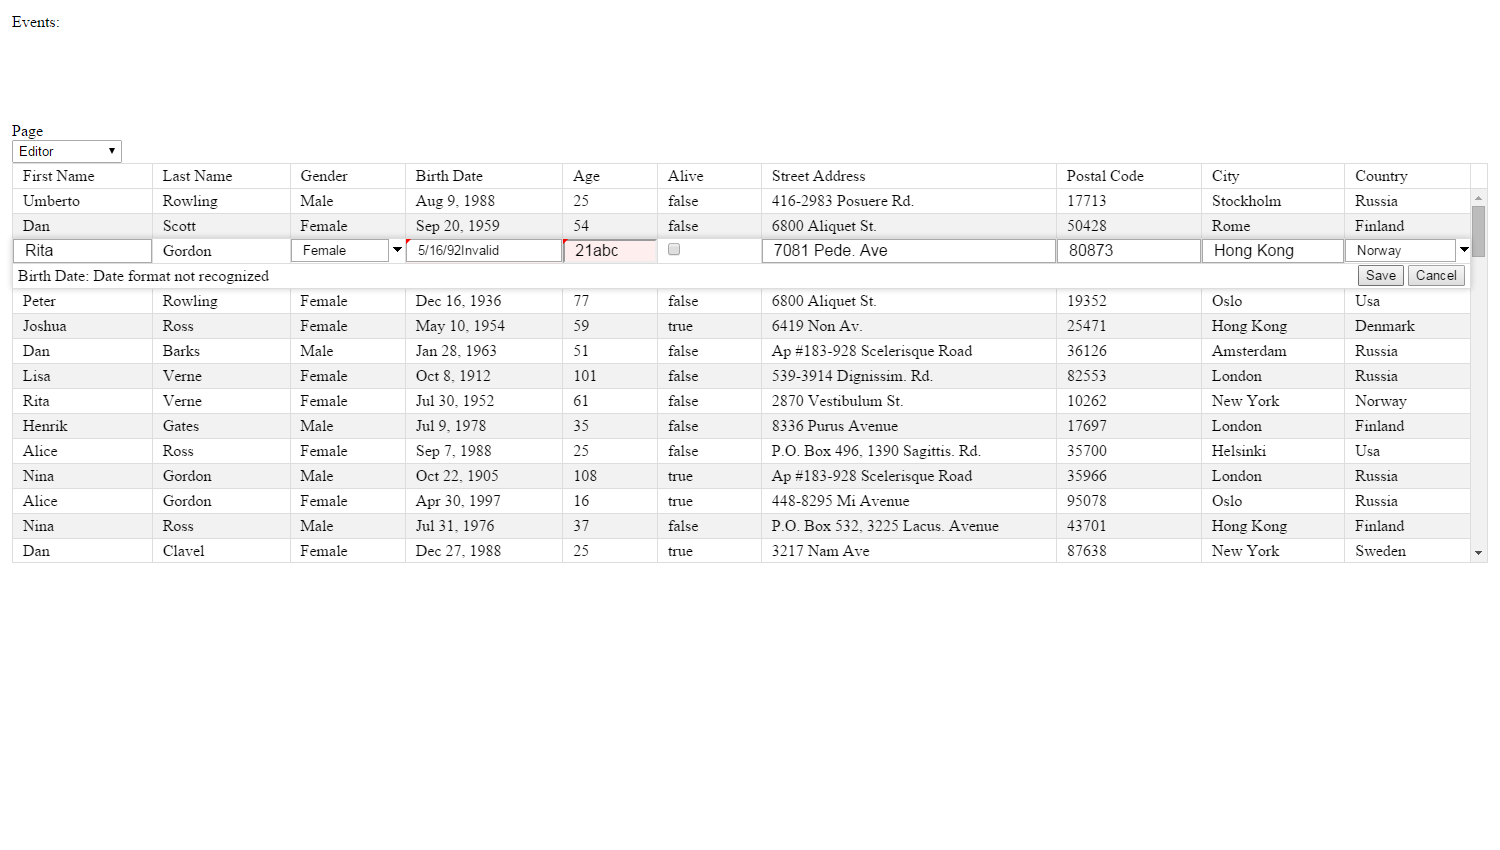 Events:
Page
Editor
First Name Last Name Gender Birth Date Age Alive Street Address Postal Code City Country
Umberto Rowling Male Aug 9, 1988 25 false 416-2983 Posuere Rd. 17713 Stockholm Russia
Dan Scott Female Sep 20, 1959 54 false 6800 Aliquet St. 50428 Rome Finland
Rita Gordon Female 5/16/92Invalid 21abc 7081 Pede. Ave 80873 Hong Kong Norway
Birth Date: Date format not recognized Save Cancel
Peter Rowling Female Dec 16, 1936 77 false 6800 Aliquet St. 19352 Oslo Usa
Joshua Ross Female May 10, 1954 59 true 6419 Non Av. 25471 Hong Kong Denmark
Dan Barks Male Jan 28, 1963 51 false Ap #183-928 Scelerisque Road 36126 Amsterdam Russia
Lisa Verne Female Oct 8, 1912 101 false 539-3914 Dignissim. Rd. 82553 London Russia
Rita Verne Female Jul 30, 1952 61 false 2870 Vestibulum St. 10262 New York Norway
Henrik Gates Male Jul 9, 1978 35 false 8336 Purus Avenue 17697 London Finland
Alice Ross Female Sep 7, 1988 25 false P.O. Box 496, 1390 Sagittis. Rd. 35700 Helsinki Usa
Nina Gordon Male Oct 22, 1905 108 true Ap #183-928 Scelerisque Road 35966 London Russia
Alice Gordon Female Apr 30, 1997 16 true 448-8295 Mi Avenue 95078 Oslo Russia
Nina Ross Male Jul 31, 1976 37 false P.O. Box 532, 3225 Lacus. Avenue 43701 Hong Kong Finland
Dan Clavel Female Dec 27, 1988 25 true 3217 Nam Ave 87638 New York Sweden